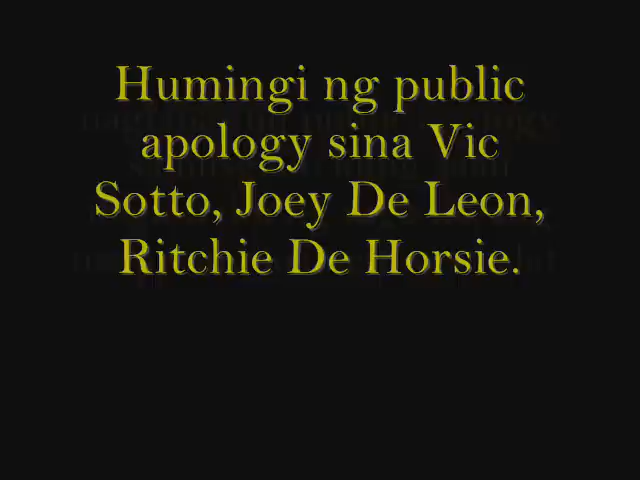 Humingi ng public
apology sina Vic
Sotto, Joey De Leon,
Ritchie De Horsie.